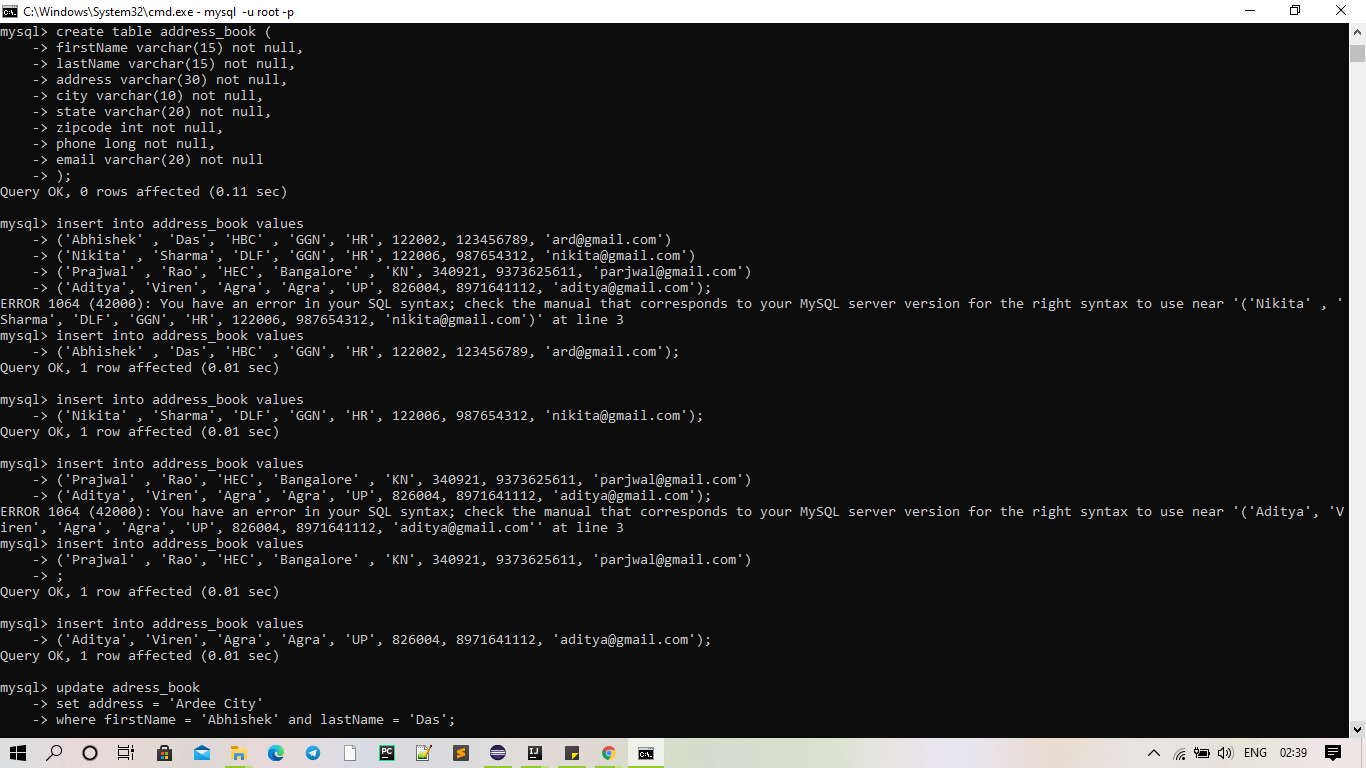 C:\Windows\System32\cmd.exe - mysql -u root -p
mysql> create table address_book (
    -> firstName varchar(15) not null,
    -> lastName varchar(15) not null,
    -> address varchar(30) not null,
    -> city varchar(10) not null,
    -> state varchar(20) not null,
    -> zipcode int not null,
    -> phone long not null,
    -> email varchar(20) not null
    -> );
Query OK, 0 rows affected (0.11 sec)
mysql> insert into address_book values
    -> ('Abhishek' , 'Das', 'HBC' , 'GGN', 'HR', 122002, 123456789, 'ard@gmail.com')
    -> ('Nikita' , 'Sharma', 'DLF', 'GGN', 'HR', 122006, 987654312, 'nikita@gmail.com')
    -> ('Prajwal' , 'Rao', 'HEC', 'Bangalore' , 'KN', 340921, 9373625611, 'parjwal@gmail.com')
    -> ('Aditya', 'Viren', 'Agra', 'Agra', 'UP', 826004, 8971641112, 'aditya@gmail.com');
ERROR 1064 (42000): You have an error in your SQL syntax; check the manual that corresponds to your MySQL server version for the right syntax to use near '('Nikita' , '
Sharma', 'DLF', 'GGN', 'HR', 122006, 987654312, 'nikita@gmail.com')' at line 3
mysql> insert into address_book values
    -> ('Abhishek' , 'Das', 'HBC' , 'GGN', 'HR', 122002, 123456789, 'ard@gmail.com');
Query OK, 1 row affected (0.01 sec)
mysql> insert into address_book values
    -> ('Nikita' , 'Sharma', 'DLF', 'GGN', 'HR', 122006, 987654312, 'nikita@gmail.com');
Query OK, 1 row affected (0.01 sec)
mysql> insert into address_book values
    -> ('Prajwal' , 'Rao', 'HEC', 'Bangalore' , 'KN', 340921, 9373625611, 'parjwal@gmail.com')
    -> ('Aditya', 'Viren', 'Agra', 'Agra', 'UP', 826004, 8971641112, 'aditya@gmail.com');
ERROR 1064 (42000): You have an error in your SQL syntax; check the manual that corresponds to your MySQL server version for the right syntax to use near '('Aditya', 'V
iren', 'Agra', 'Agra', 'UP', 826004, 8971641112, 'aditya@gmail.com'' at line 3
mysql> insert into address_book values
    -> ('Prajwal' , 'Rao', 'HEC', 'Bangalore' , 'KN', 340921, 9373625611, 'parjwal@gmail.com')
    -> ;
Query OK, 1 row affected (0.01 sec)
mysql> insert into address_book values
    -> ('Aditya', 'Viren', 'Agra', 'Agra', 'UP', 826004, 8971641112, 'aditya@gmail.com');
Query OK, 1 row affected (0.01 sec)
mysql> update adress_book
    -> set address = 'Ardee City'
    -> where firstName = 'Abhishek' and lastName = 'Das';
PC
IJ
ENG
02:39